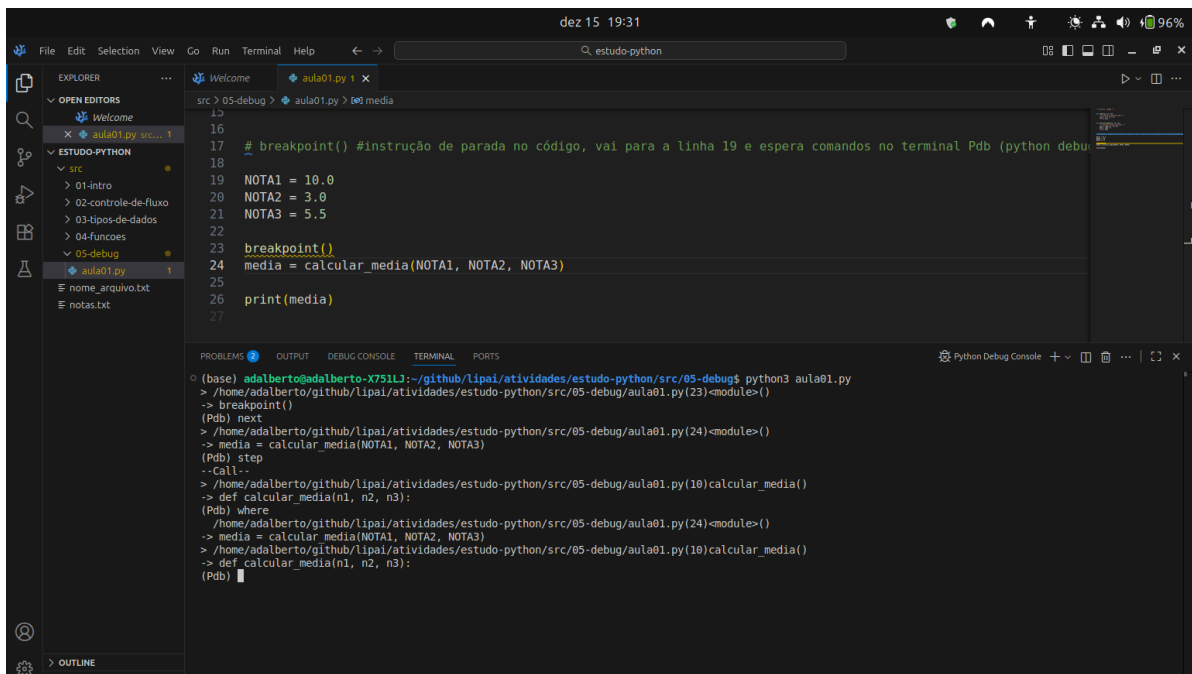 dez 15 19:31
96%
File Edit Selection View Go Run Terminal Help
estudo-python
EXPLORER
OPEN EDITORS
Welcome
aula01.py src... 1
ESTUDO-PYTHON
src
01-intro
02-controle-de-fluxo
03-tipos-de-dados
04-funcoes
05-debug
aula01.py 1
nome_arquivo.txt
notas.txt
OUTLINE
Welcome
aula01.py 1
src > 05-debug > aula01.py > media
15
16
17 # breakpoint() #instrução de parada no código, vai para a linha 19 e espera comandos no terminal Pdb (python debu
18
19 NOTA1 = 10.0
20 NOTA2 = 3.0
21 NOTA3 = 5.5
22
23 breakpoint()
24 media = calcular_media(NOTA1, NOTA2, NOTA3)
25
26 print(media)
27
PROBLEMS 2 OUTPUT DEBUG CONSOLE TERMINAL PORTS
Python Debug Console
(base) adalberto@adalberto-X751LJ:~/github/lipai/atividades/estudo-python/src/05-debug$ python3 aula01.py
> /home/adalberto/github/lipai/atividades/estudo-python/src/05-debug/aula01.py(23)<module>()
-> breakpoint()
(Pdb) next
> /home/adalberto/github/lipai/atividades/estudo-python/src/05-debug/aula01.py(24)<module>()
-> media = calcular_media(NOTA1, NOTA2, NOTA3)
(Pdb) step
--Call--
> /home/adalberto/github/lipai/atividades/estudo-python/src/05-debug/aula01.py(10)calcular_media()
-> def calcular_media(n1, n2, n3):
(Pdb) where
/home/adalberto/github/lipai/atividades/estudo-python/src/05-debug/aula01.py(24)<module>()
-> media = calcular_media(NOTA1, NOTA2, NOTA3)
> /home/adalberto/github/lipai/atividades/estudo-python/src/05-debug/aula01.py(10)calcular_media()
-> def calcular_media(n1, n2, n3):
(Pdb)